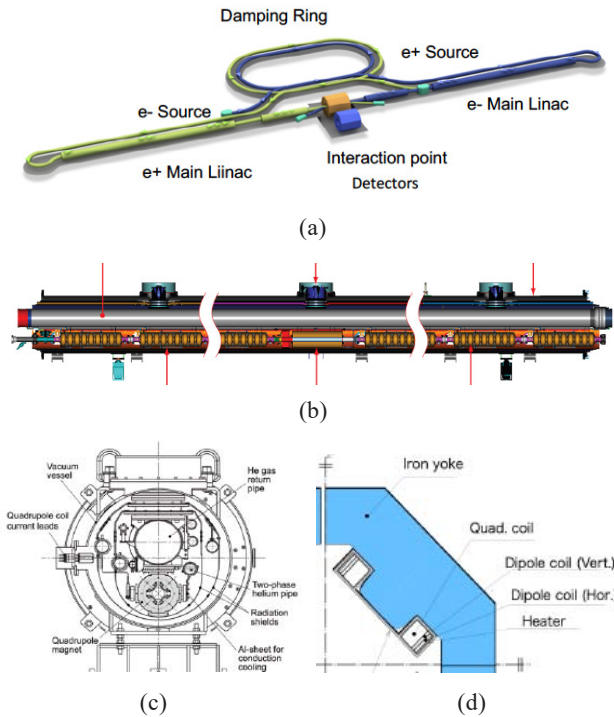 Damping Ring
e+ Source
e- Source
e- Main Linac
e+ Main Liinac
Interaction point
Detectors
(a)
(b)
Vacuum
vessel
Quadrupole coil
current leads
He gas
return
pipe
Two-phase
helium pipe
Radiation
shields
Quadrupole
magnet
Al-sheet for
conduction
cooling
(c)
Iron yoke
Quad. coil
Dipole coil (Vert.)
Dipole coil (Hor.)
Heater
(d)